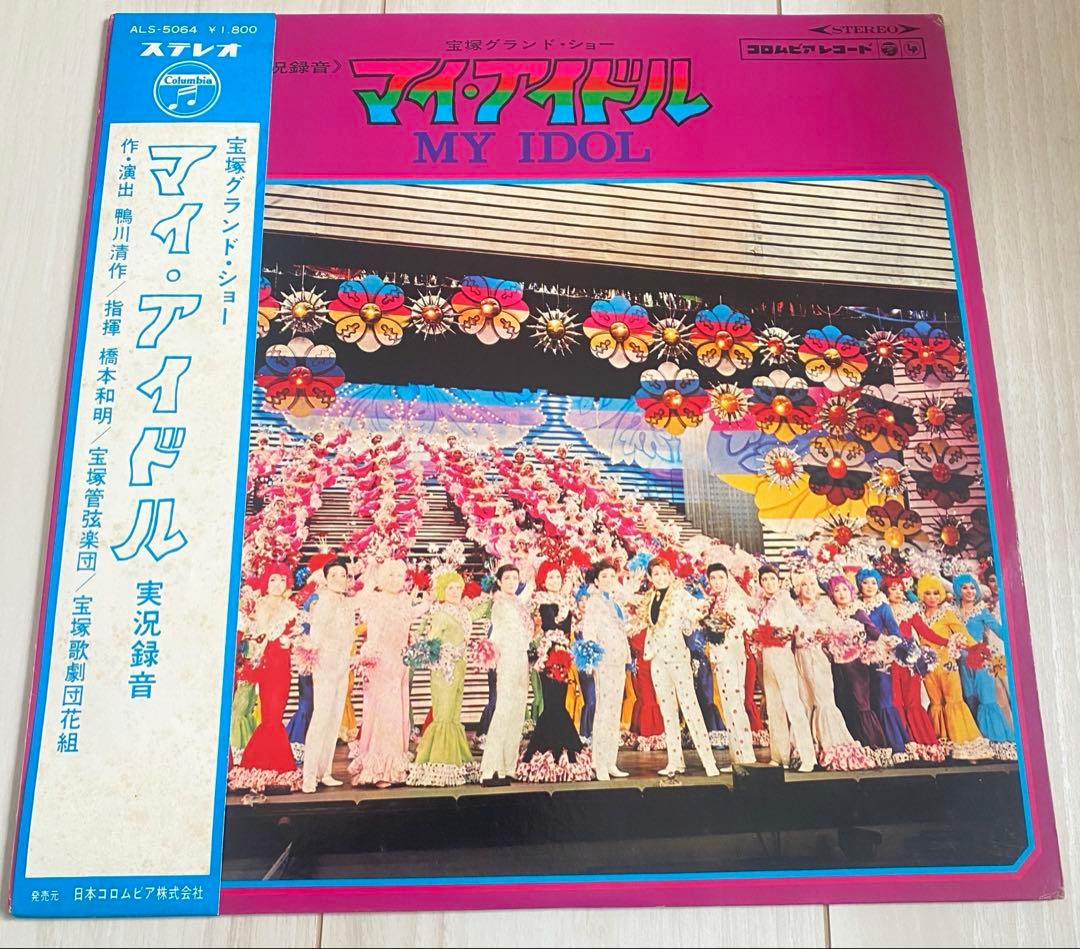 ALS-5064 ¥1,800
ステレオ
Columbia
宝塚グランド・ショー
マイ・アイドル 実況録音
作・演出 鴨川清作／指揮 橋本和明／宝塚管弦楽団／宝塚歌劇団花組
発売元 日本コロムビア株式会社
宝塚グランド・ショー
況録音》
マイ・アイドル
MY IDOL
STEREO
コロムビアレコード